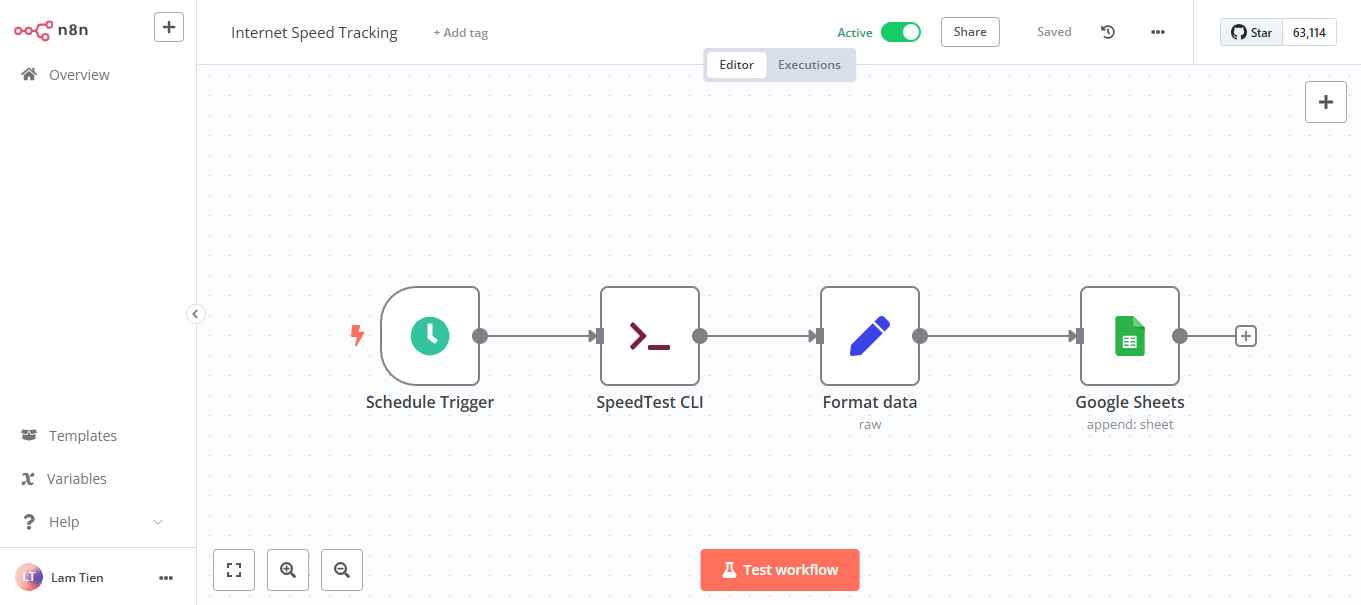 n8n
Internet Speed Tracking
+ Add tag
Active
Share
Saved
Star
63,114
Overview
Editor
Executions
Schedule Trigger
SpeedTest CLI
Format data
Google Sheets
raw
append: sheet
Templates
Variables
Help
LT
Lam Tien
Test workflow